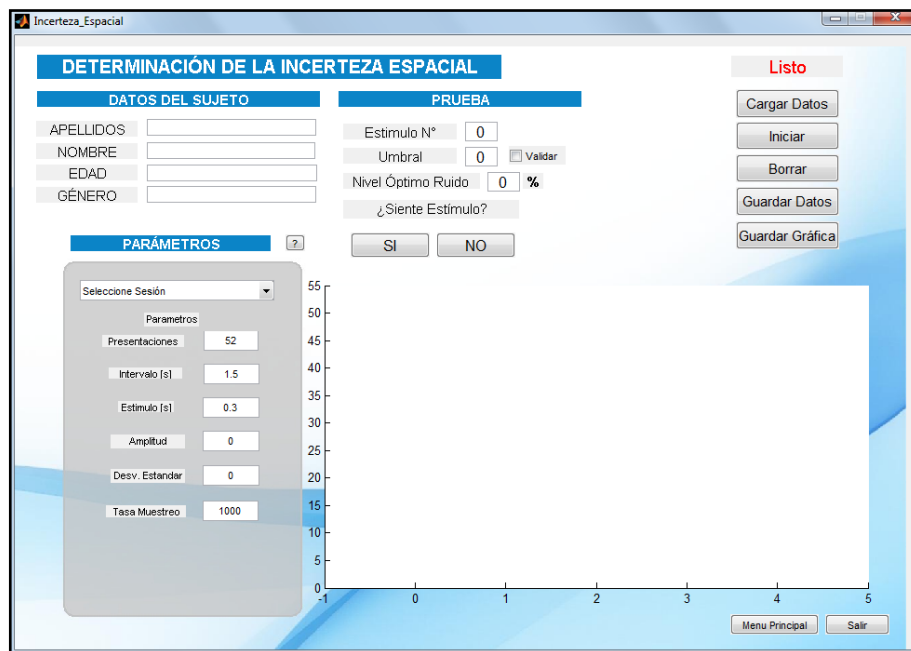 Incerteza_Espacial
DETERMINACIÓN DE LA INCERTEZA ESPACIAL
Listo
DATOS DEL SUJETO
APELLIDOS
NOMBRE
EDAD
GÉNERO
PRUEBA
Estimulo N° 0
Umbral 0 Validar
Nivel Óptimo Ruido 0 %
¿Siente Estímulo?
SI NO
Cargar Datos
Iniciar
Borrar
Guardar Datos
Guardar Gráfica
PARÁMETROS ?
Seleccione Sesión
Parametros
Presentaciones 52
Intervalo [s] 1.5
Estimulo [s] 0.3
Amplitud 0
Desv. Estandar 0
Tasa Muestreo 1000
55
50
45
40
35
30
25
20
15
10
5
0
-1 0 1 2 3 4 5
Menu Principal Salir